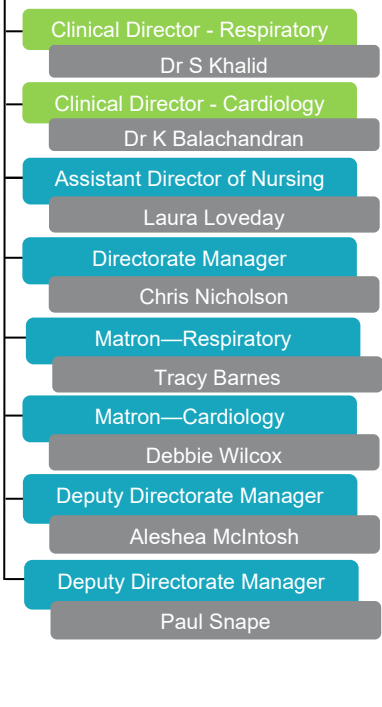 Clinical Director - Respiratory
Dr S Khalid
Clinical Director - Cardiology
Dr K Balachandran
Assistant Director of Nursing
Laura Loveday
Directorate Manager
Chris Nicholson
Matron—Respiratory
Tracy Barnes
Matron—Cardiology
Debbie Wilcox
Deputy Directorate Manager
Aleshea McIntosh
Deputy Directorate Manager
Paul Snape